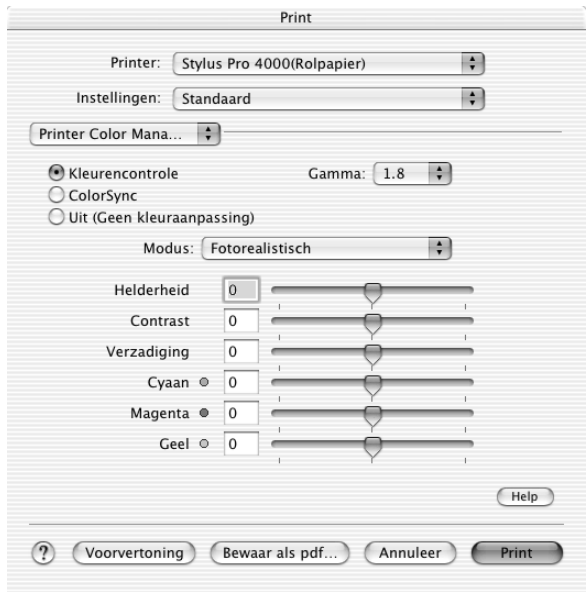 Print
Printer: Stylus Pro 4000(Rolpapier)
Instellingen: Standaard
Printer Color Mana...
Kleurencontrole Gamma: 1.8
ColorSync
Uit (Geen kleuraanpassing)
Modus: Fotorealistisch
Helderheid 0
Contrast 0
Verzadiging 0
Cyaan 0
Magenta 0
Geel 0
Help
? Voorvertoning Bewaar als pdf... Annuleer Print